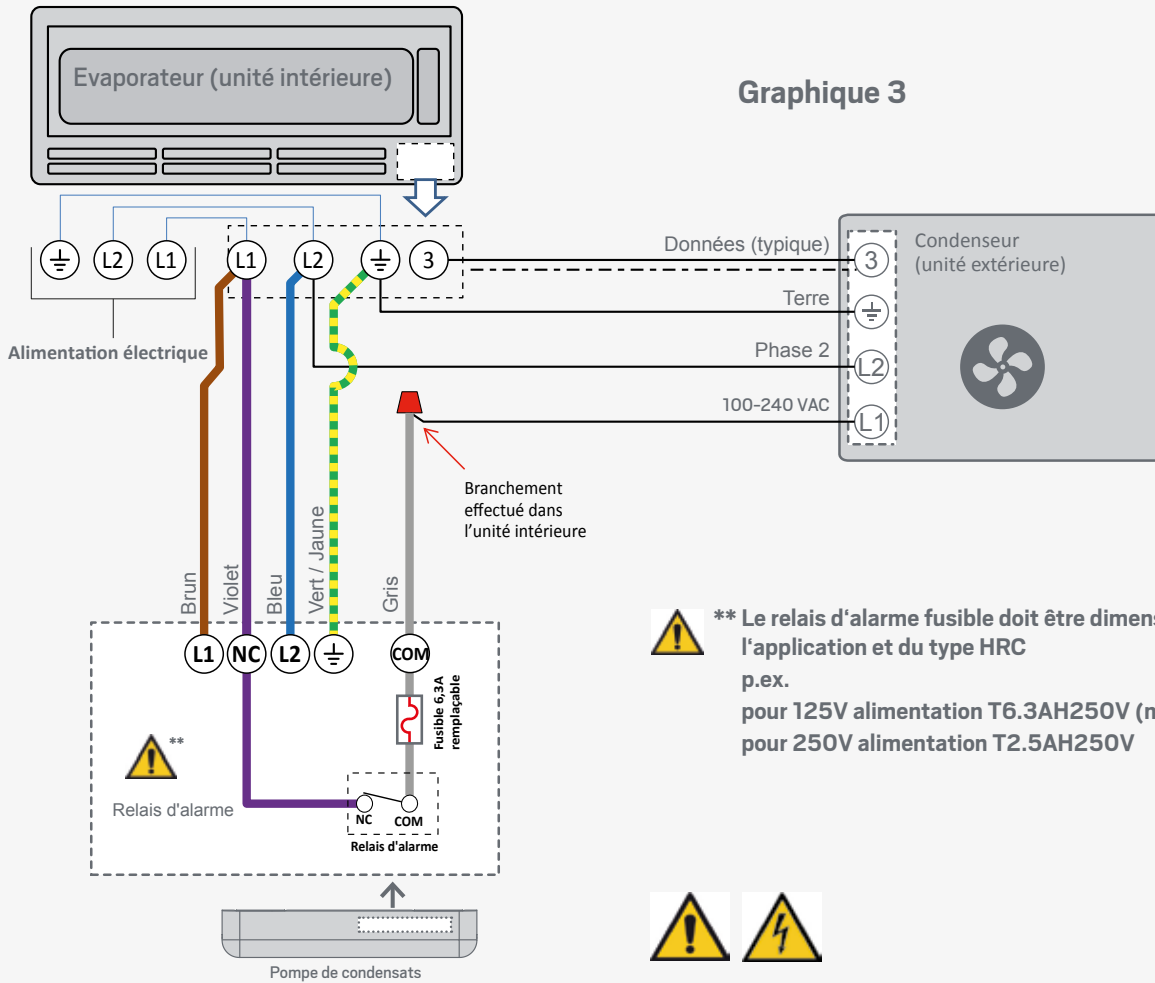 Evaporateur (unité intérieure)
Graphique 3
L2
L1
L1
L2
3
Données (typique)
3
Condenseur
(unité extérieure)
Terre
Alimentation électrique
Phase 2
L2
100-240 VAC
L1
Branchement
effectué dans
l'unité intérieure
Brun
Violet
Bleu
Vert / Jaune
Gris
L1
NC
L2
COM
Fusible 6,3A
remplaçable
**
Relais d'alarme
NC
COM
Relais d'alarme
Pompe de condensats
** Le relais d'alarme fusible doit être
l'application et du type HRC
p.ex.
pour 125V alimentation T6.3AH250V
pour 250V alimentation T2.5AH250V